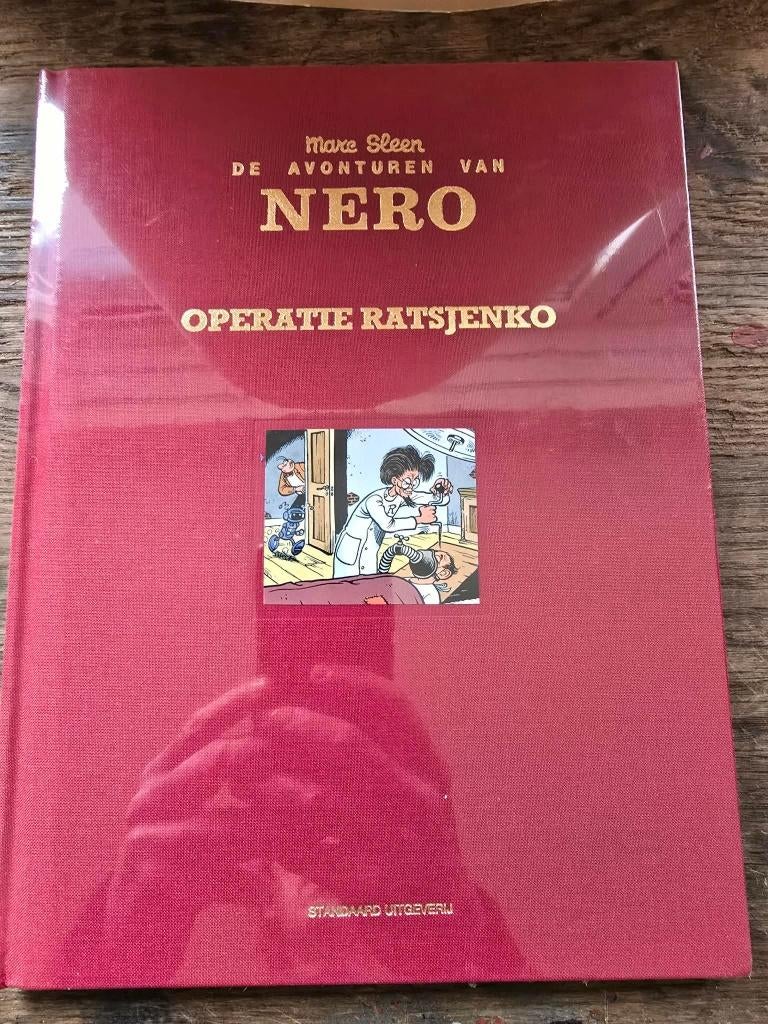 Marc Sleen
DE AVONTUREN VAN
NERO
OPERATIE RATSJENKO
STANDAARD UITGEVERIJ